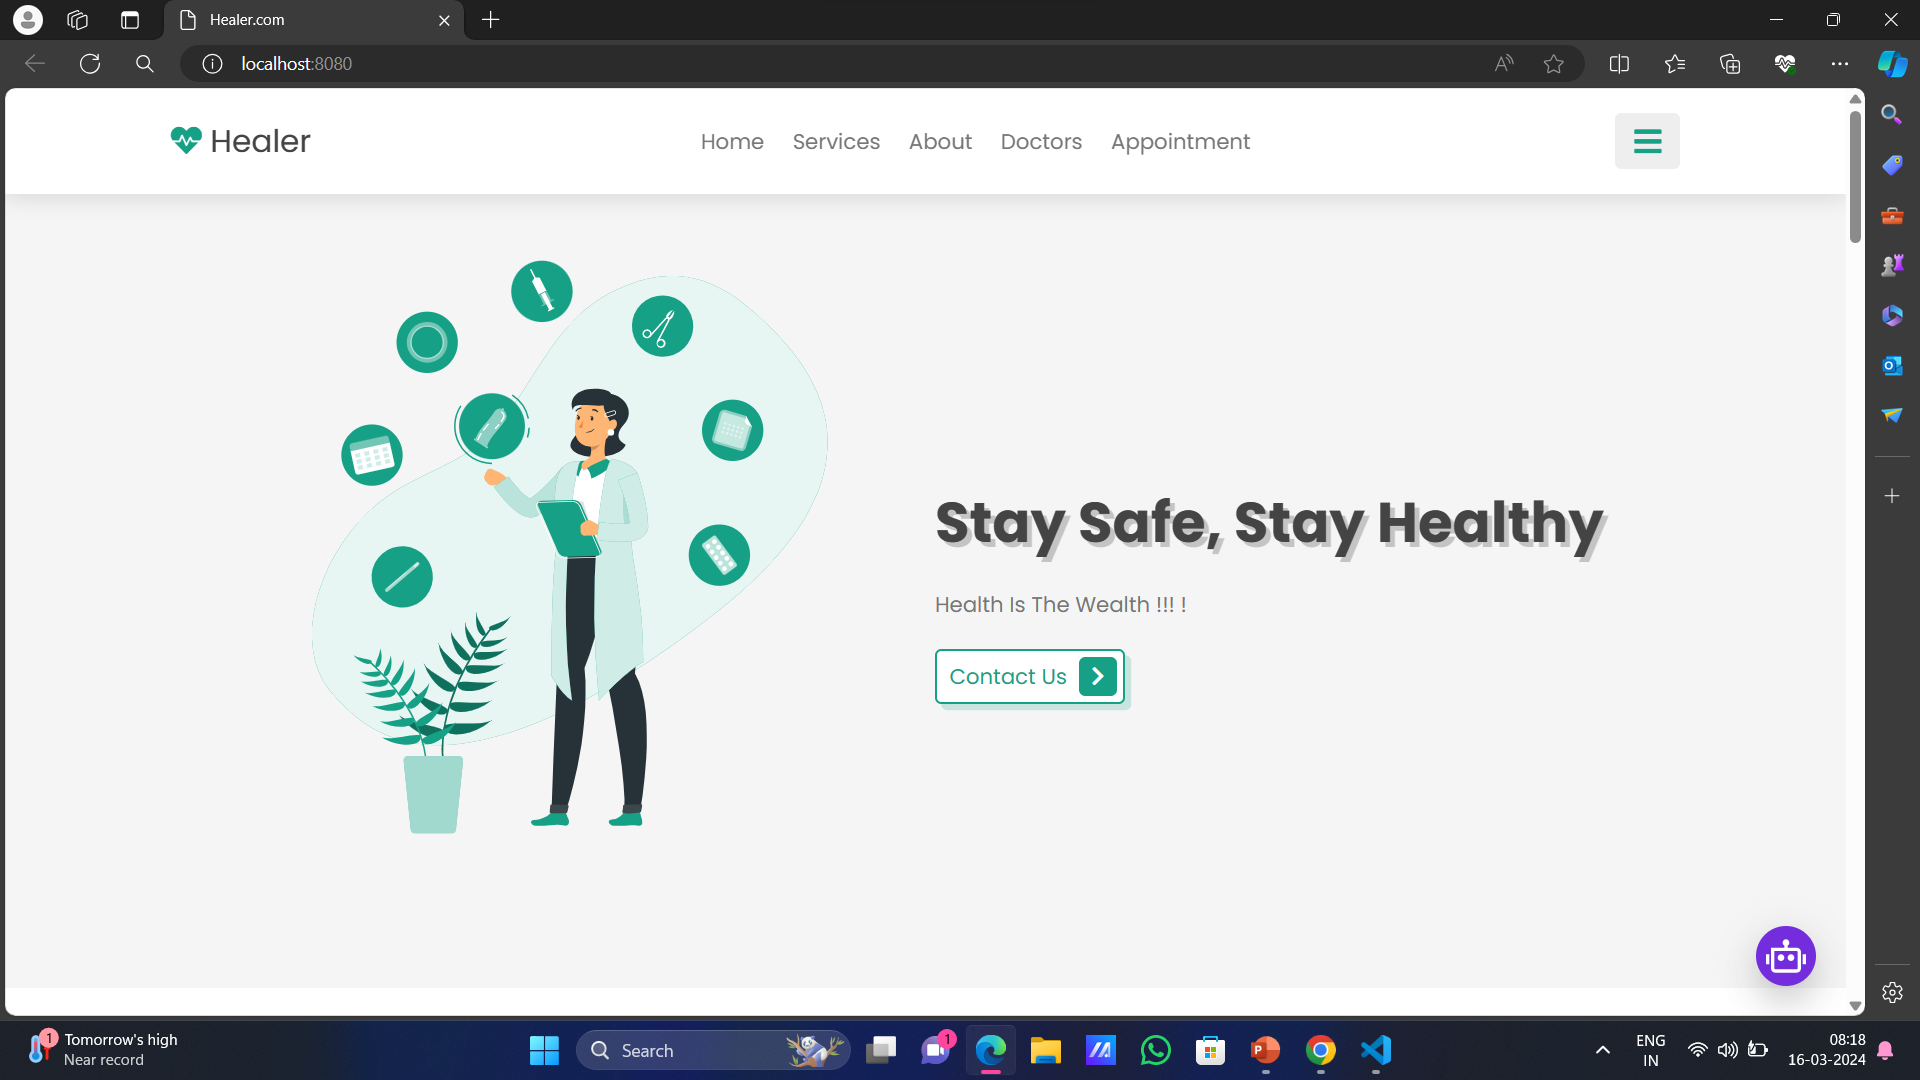 Healer.com
localhost:8080
Healer
Home Services About Doctors Appointment
Stay Safe, Stay Healthy
Health Is The Wealth !!! !
Contact Us
1
Tomorrow's high
Near record
Search
1
ENG
IN
08:18
16-03-2024